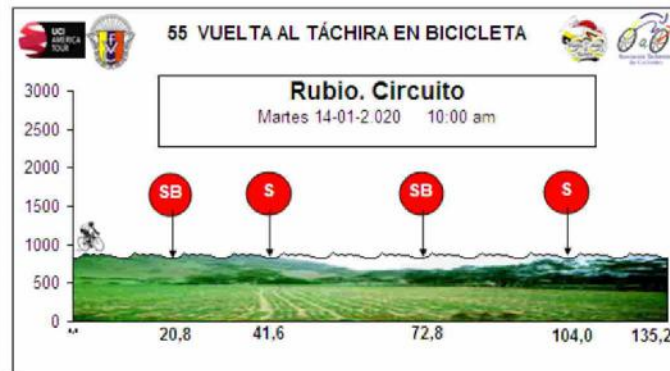 UCI
AMERICA
TOUR
55 VUELTA AL TÁCHIRA EN BICICLETA
Rubio. Circuito
Martes 14-01-2.020 10:00 am
3000
2500
2000
1500
1000
500
0
SB
S
SB
S
20,8
41,6
72,8
104,0
135,2